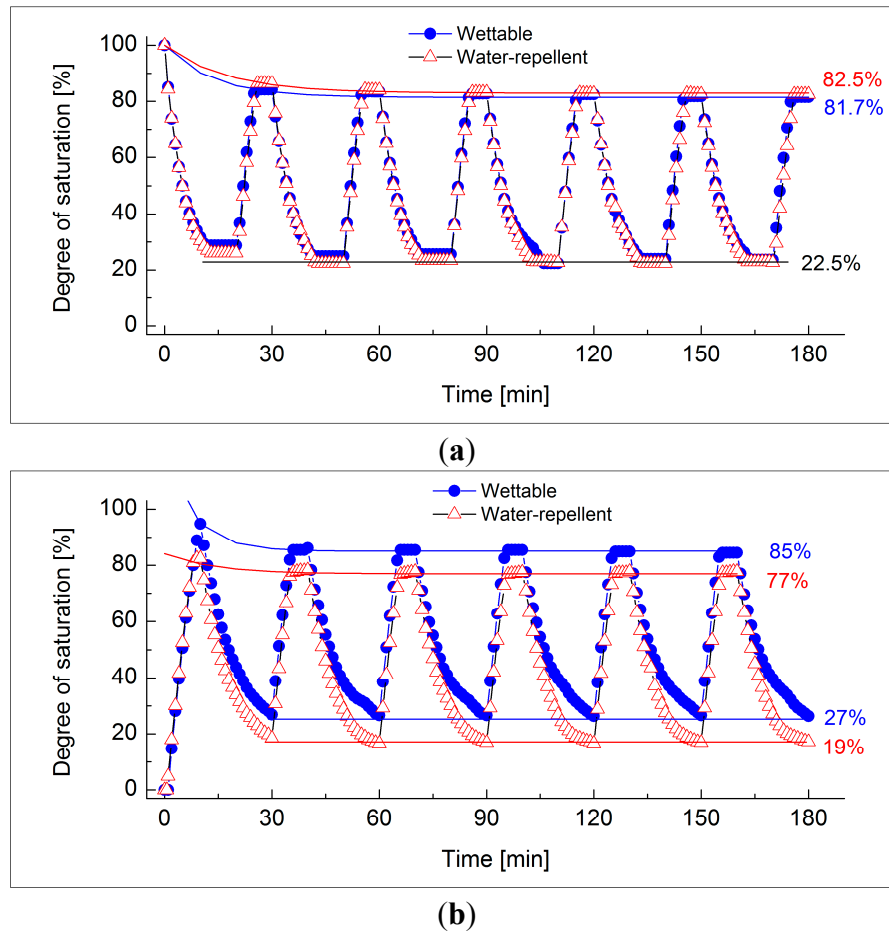 Wettable
Water-repellent
Degree of saturation [%]
100
80
60
40
20
0
82.5%
81.7%
22.5%
0 30 60 90 120 150 180
Time [min]
(a)
Wettable
Water-repellent
Degree of saturation [%]
100
80
60
40
20
0
85%
77%
27%
19%
0 30 60 90 120 150 180
Time [min]
(b)